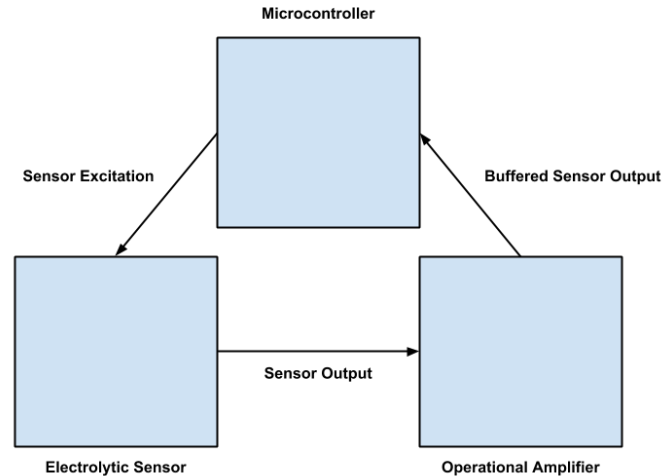 Microcontroller
Sensor Excitation
Buffered Sensor Output
Sensor Output
Electrolytic Sensor
Operational Amplifier